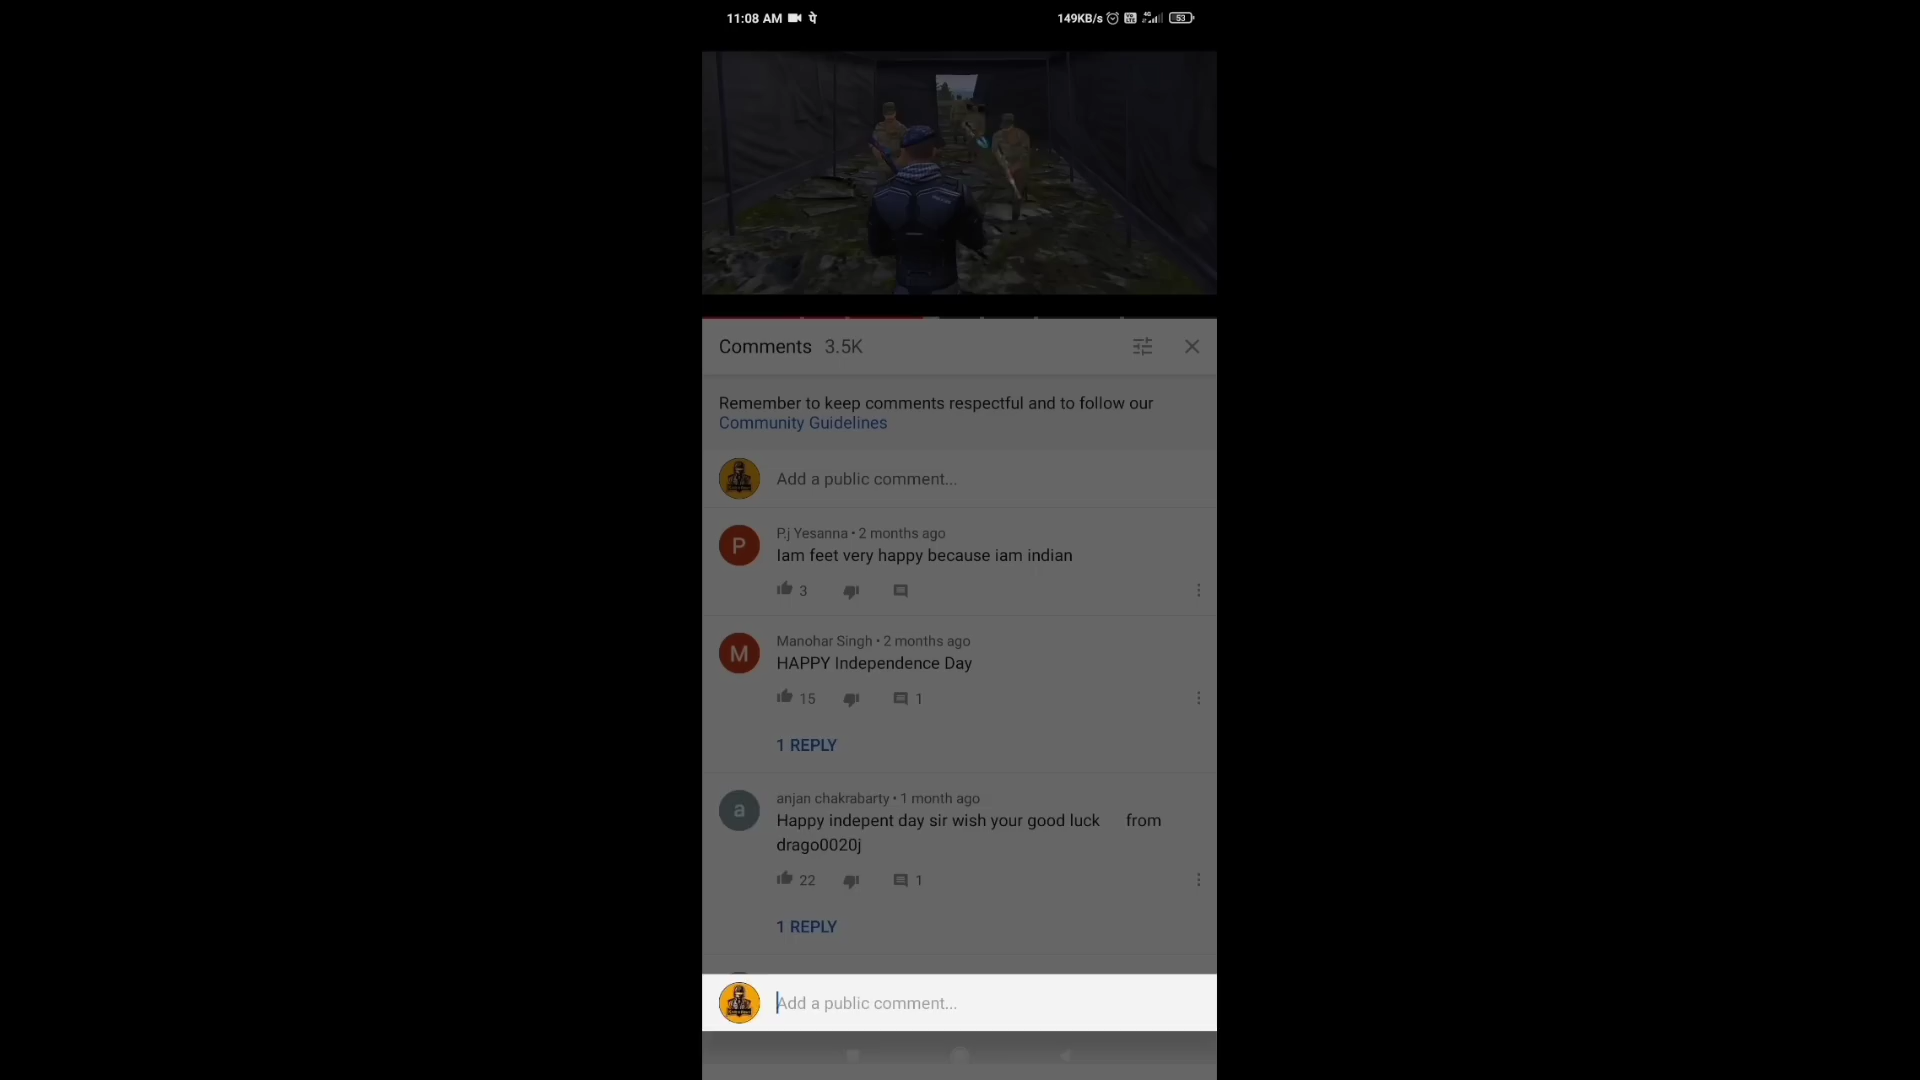 11:08 AM पे
149KB/s 4G 53
Comments 3.5K
Remember to keep comments respectful and to follow our
Community Guidelines
Add a public comment...
P
P.j Yesanna • 2 months ago
Iam feet very happy because iam indian
3
M
Manohar Singh • 2 months ago
HAPPY Independence Day
15 1
1 REPLY
a
anjan chakrabarty • 1 month ago
Happy indepent day sir wish your good luck from
drago0020j
22 1
1 REPLY
Add a public comment...